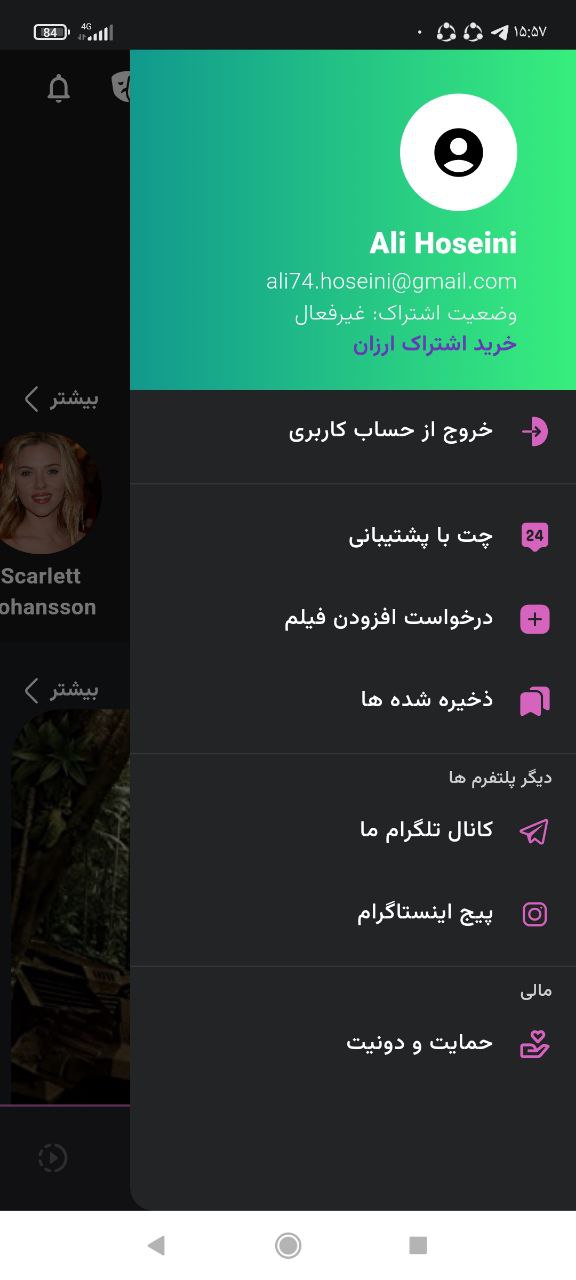 84
4G
۱۵:۵۷
Ali Hoseini
ali74.hoseini@gmail.com
وضعیت اشتراک: غیرفعال
خرید اشتراک ارزان
خروج از حساب کاربری
24
چت با پشتیبانی
درخواست افزودن فیلم
ذخیره شده ها
دیگر پلتفرم ها
کانال تلگرام ما
پیج اینستاگرام
مالی
حمایت و دونیت
بیشتر
Scarlett
ohansson
بیشتر